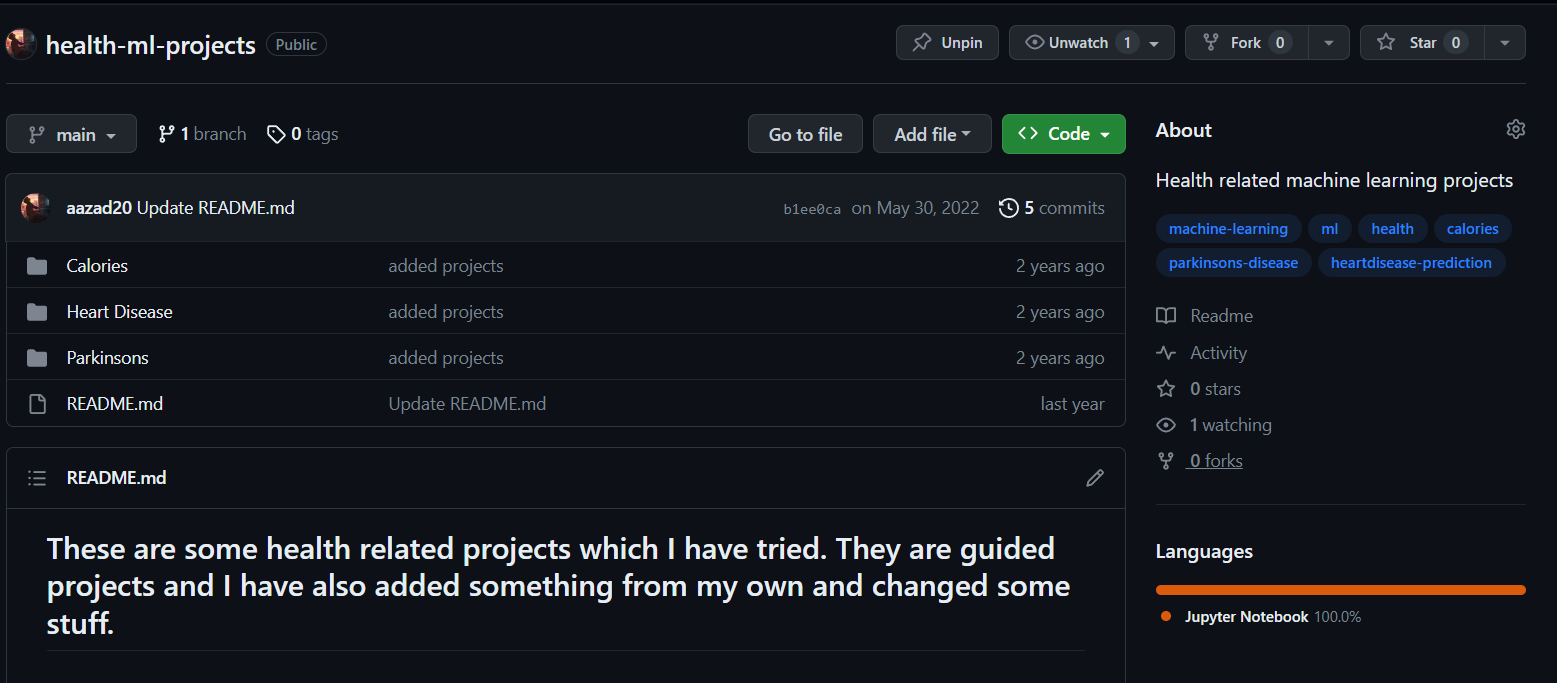 health-ml-projects Public Unpin Unwatch 1 Fork 0 Star 0
main 1 branch 0 tags Go to file Add file Code
aazad20 Update README.md b1ee0ca on May 30, 2022 5 commits
Calories added projects 2 years ago
Heart Disease added projects 2 years ago
Parkinsons added projects 2 years ago
README.md Update README.md last year
README.md
These are some health related projects which I have tried. They are guided
projects and I have also added something from my own and changed some
stuff.
About
Health related machine learning projects
machine-learning ml health calories
parkinsons-disease heartdisease-prediction
Readme
Activity
0 stars
1 watching
0 forks
Languages
Jupyter Notebook 100.0%